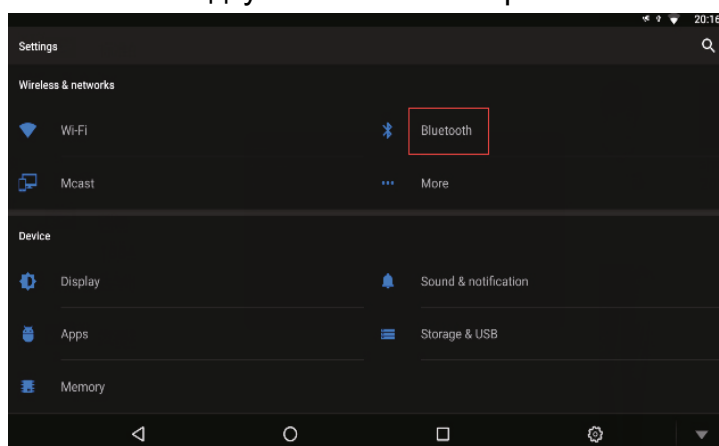 20:16
Settings
Wireless & networks
Wi-Fi
Bluetooth
Mcast
More
Device
Display
Sound & notification
Apps
Storage & USB
Memory